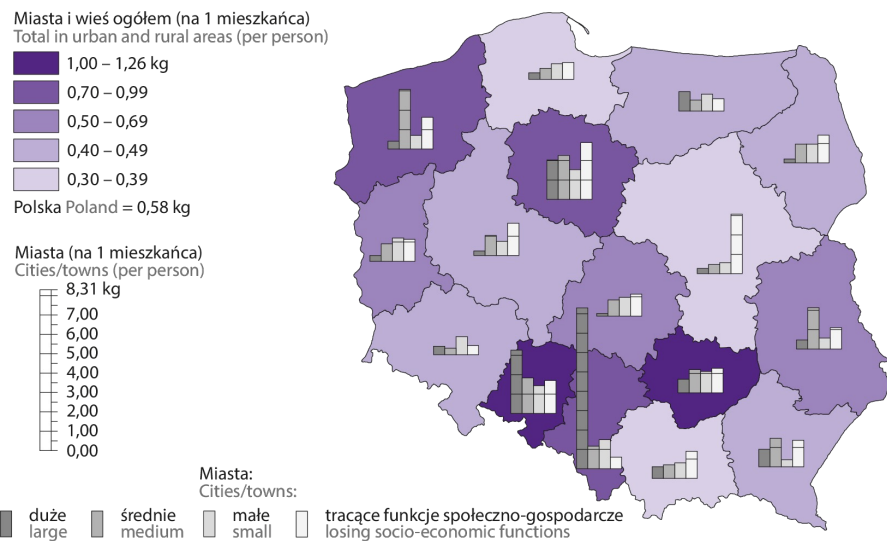 Miasta i wieś ogółem (na 1 mieszkańca)
Total in urban and rural areas (per person)
1,00 – 1,26 kg
0,70 – 0,99
0,50 – 0,69
0,40 – 0,49
0,30 – 0,39
Polska Poland = 0,58 kg
Miasta (na 1 mieszkańca)
Cities/towns (per person)
8,31 kg
7,00
6,00
5,00
4,00
3,00
2,00
1,00
0,00
Miasta:
Cities/towns:
duże
large
średnie
medium
małe
small
tracące funkcje społeczno-gospodarcze
losing socio-economic functions